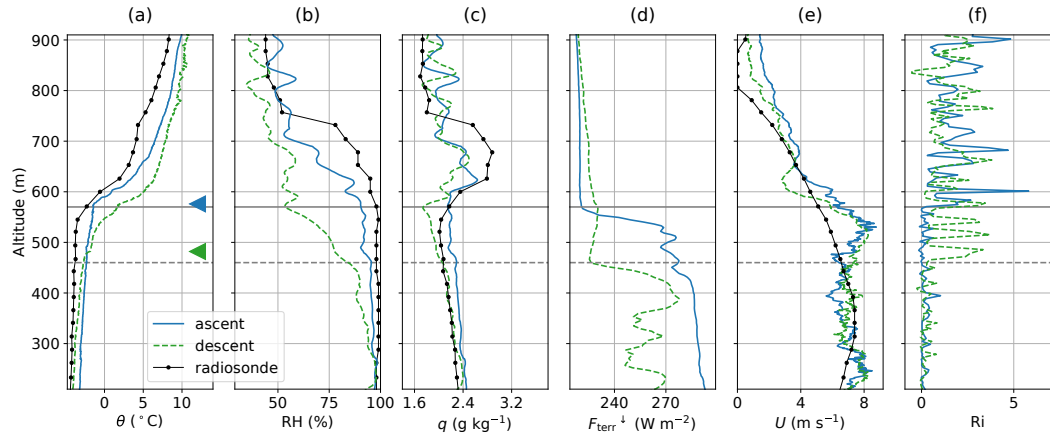 (a) (b) (c) (d) (e) (f)
900
800
700
600
500
400
300
Altitude (m)
ascent
descent
radiosonde
0 10 50 75 100 1.6 2.4 3.2 240 270 0 4 8 0 5
θ (°C) RH (%) q (g kg⁻¹) F_terr↓ (W m⁻²) U (m s⁻¹) Ri